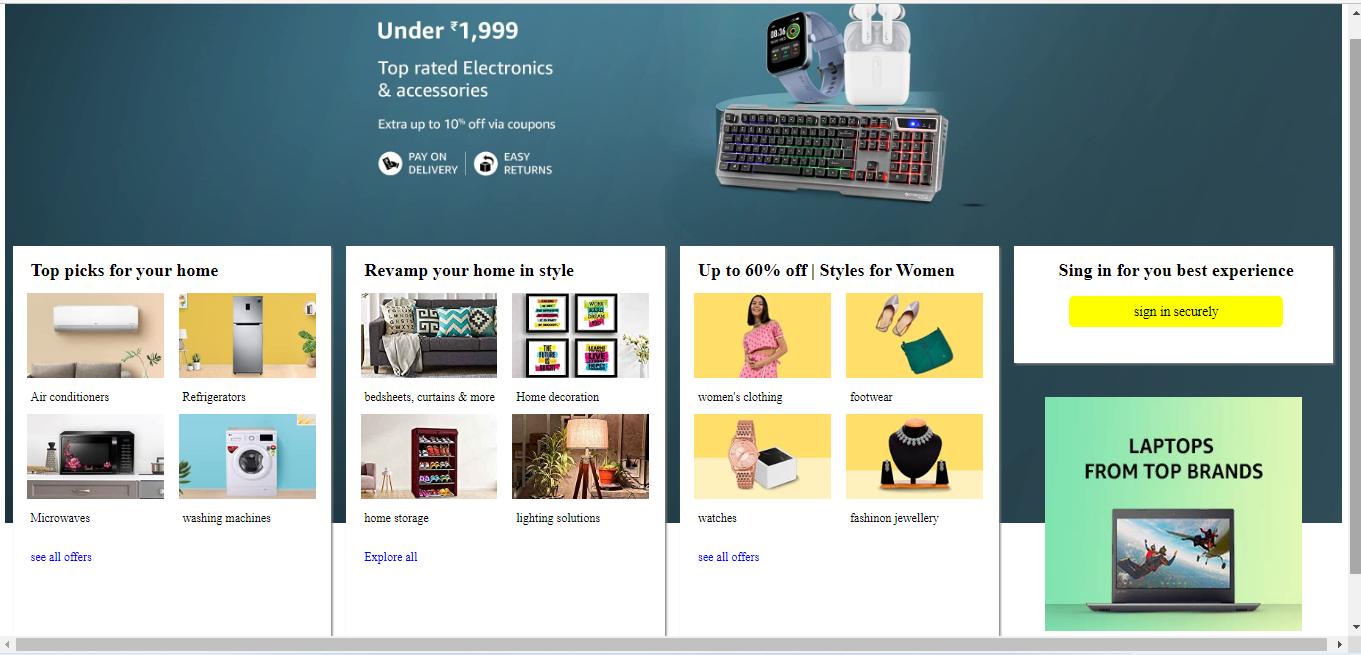 Under ₹1,999
Top rated Electronics
& accessories
Extra up to 10% off via coupons
PAY ON
DELIVERY
EASY
RETURNS
Top picks for your home
Air conditioners
Refrigerators
Microwaves
washing machines
see all offers
Revamp your home in style
bedsheets, curtains & more
Home decoration
home storage
lighting solutions
Explore all
Up to 60% off | Styles for Women
women's clothing
footwear
watches
fashinon jewellery
see all offers
Sing in for you best experience
sign in securely
LAPTOPS
FROM TOP BRANDS